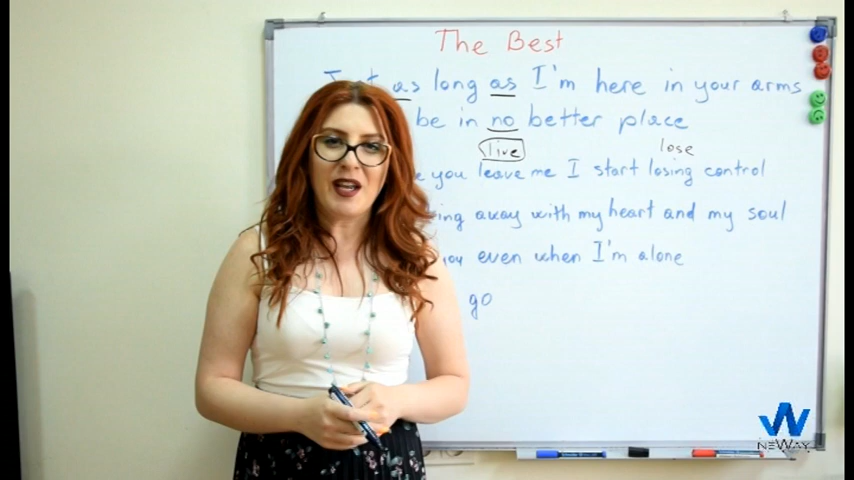 The Best
as long as I'm here in your arms
be in no better place
live lose
you leave me I start losing control
away with my heart and my soul
even when I'm alone
go
NEWAY